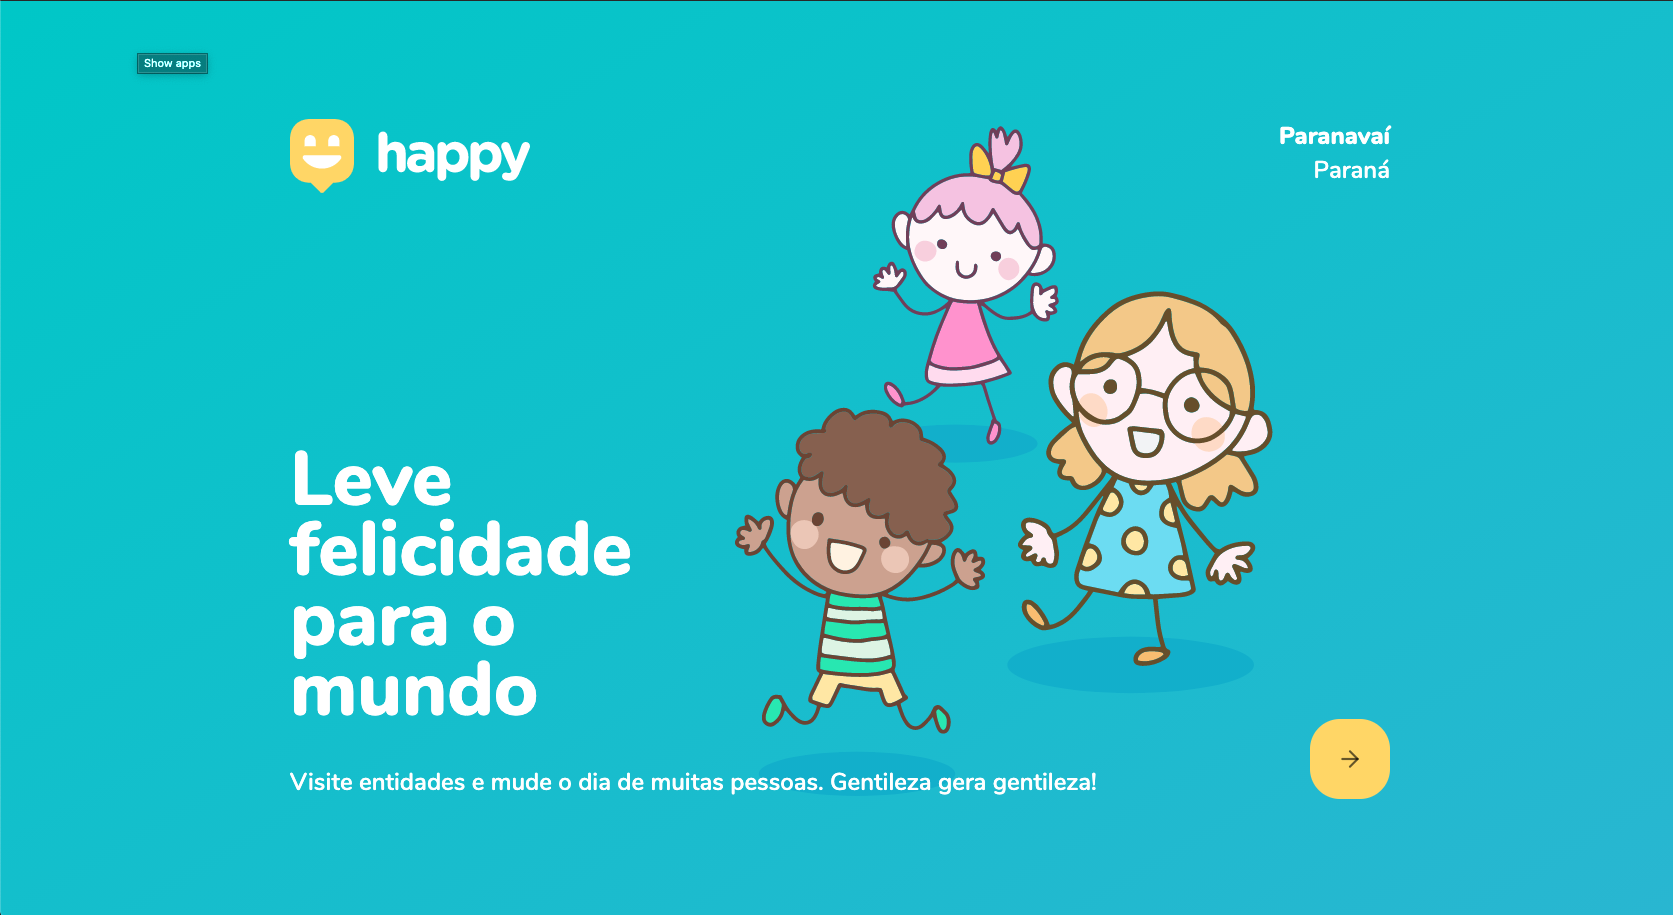 Show apps
happy
Paranavaí
Paraná
Leve
felicidade
para o
mundo
Visite entidades e mude o dia de muitas pessoas. Gentileza gera gentileza!